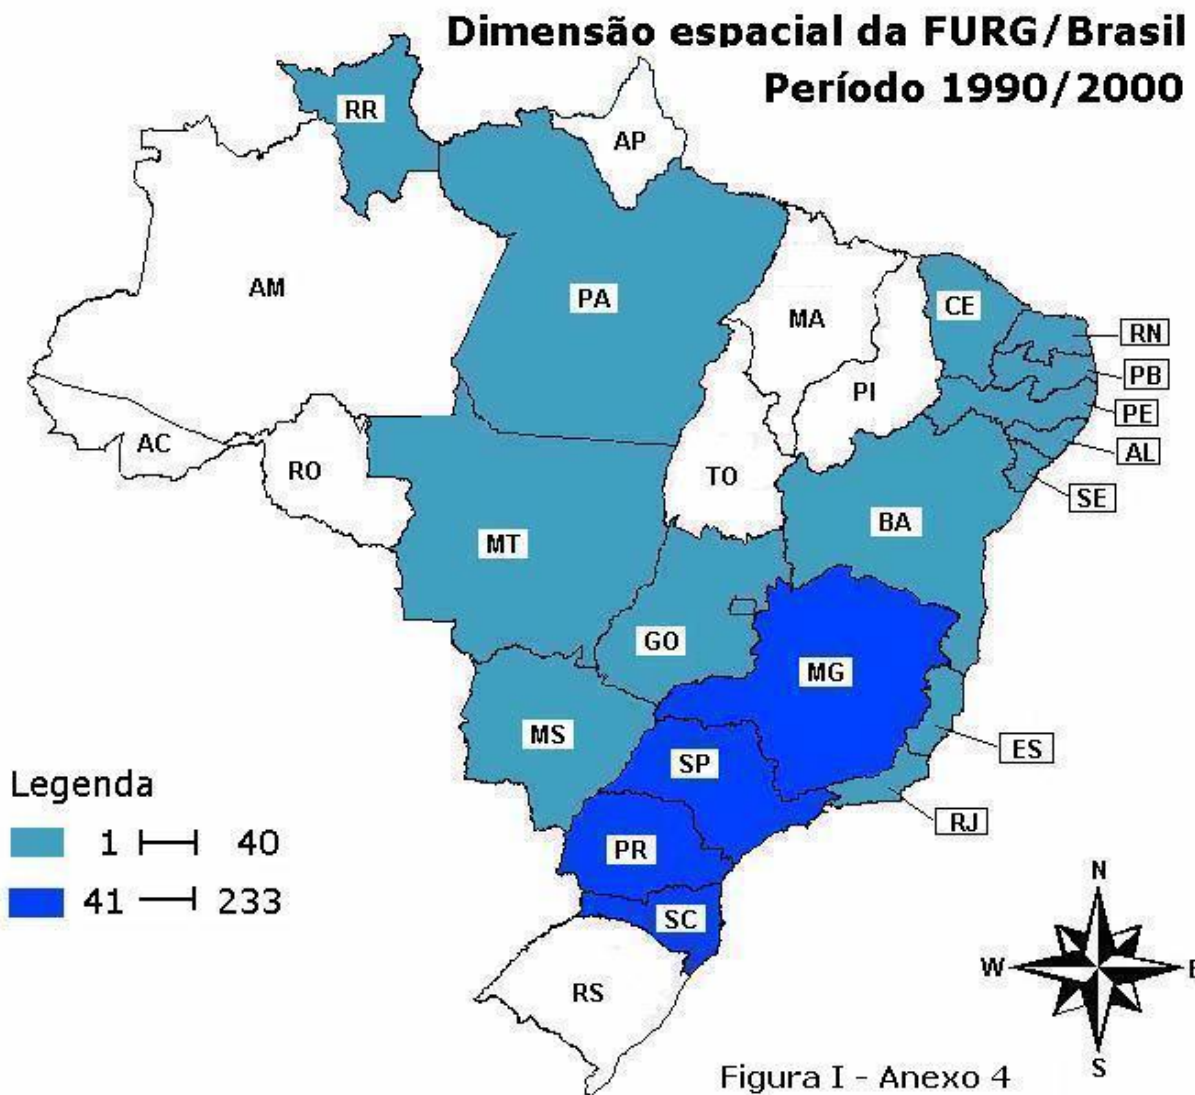 Dimensão espacial da FURG/Brasil
Período 1990/2000
RR
AP
AM
PA
MA
CE
RN
PB
PI
PE
AC
AL
RO
TO
SE
BA
MT
GO
MG
MS
ES
SP
RJ
PR
SC
RS
Legenda
1 40
41 233
N
W E
S
Figura I - Anexo 4